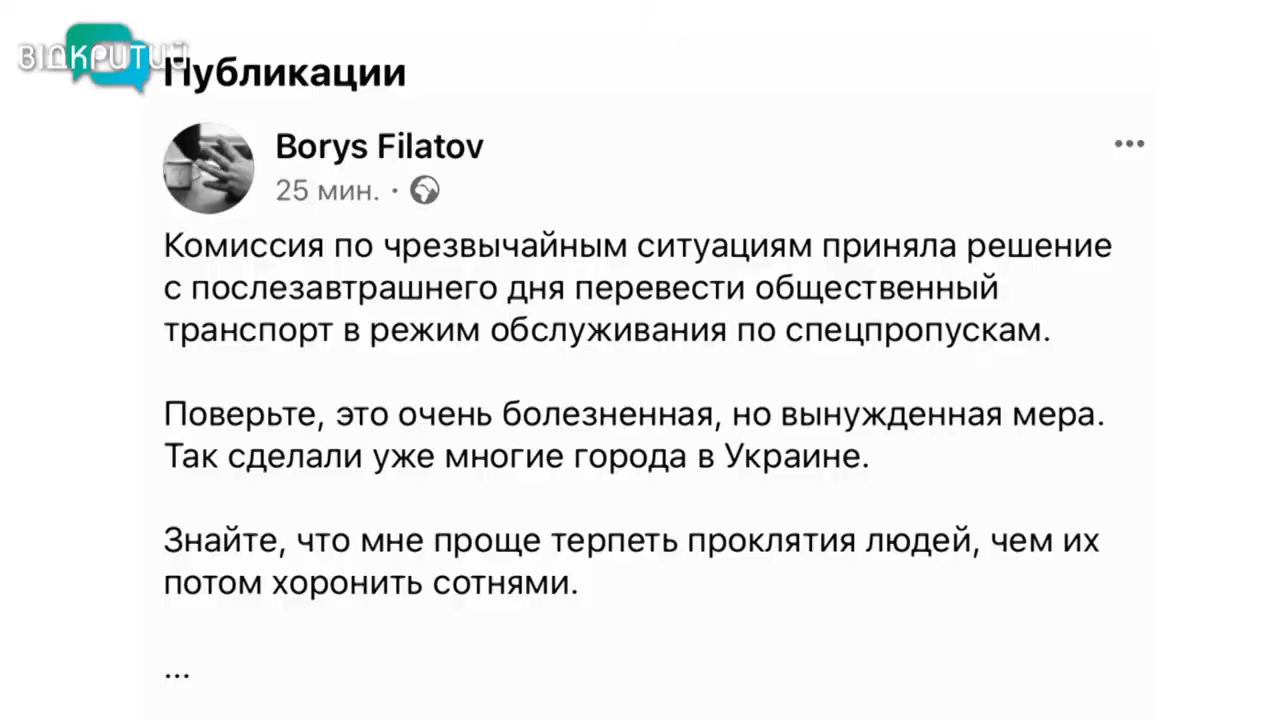 ВІДКРИТИЙ
Публикации
Borys Filatov
25 мин. ·
Комиссия по чрезвычайным ситуациям приняла решение
с послезавтрашнего дня перевести общественный
транспорт в режим обслуживания по спецпропускам.
Поверьте, это очень болезненная, но вынужденная мера.
Так сделали уже многие города в Украине.
Знайте, что мне проще терпеть проклятия людей, чем их
потом хоронить сотнями.
...